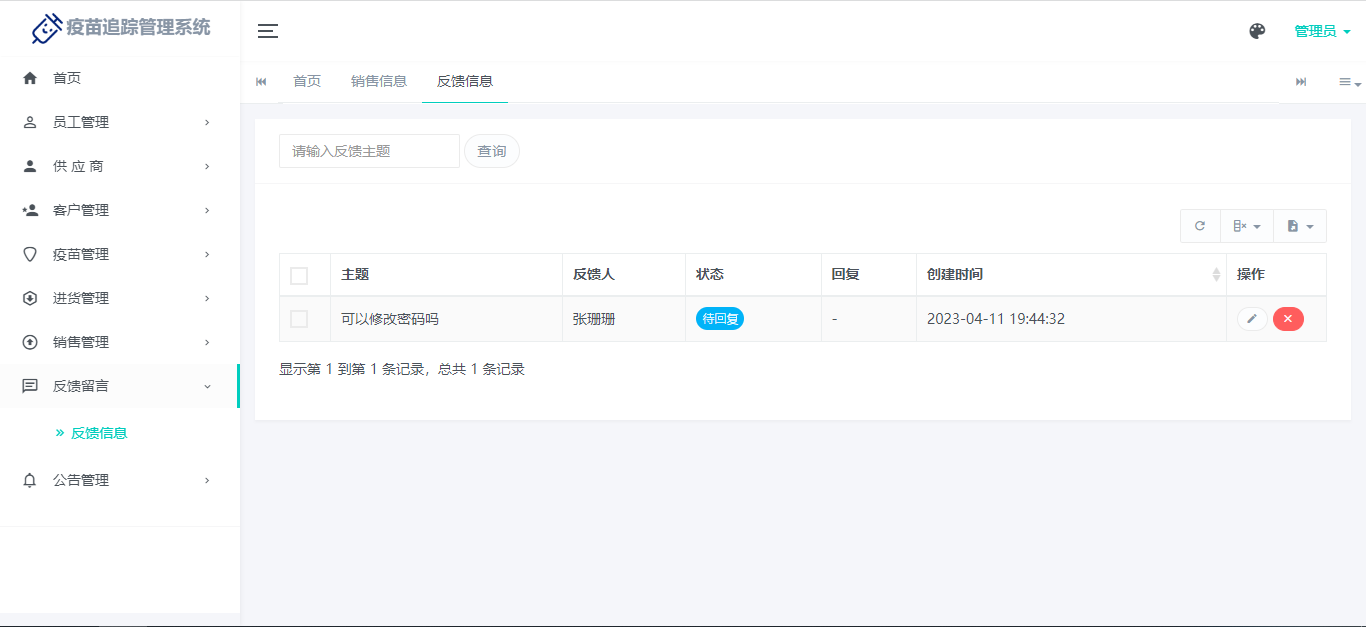 疫苗追踪管理系统
管理员
首页
员工管理
供 应 商
客户管理
疫苗管理
进货管理
销售管理
反馈留言
反馈信息
公告管理
首页 销售信息 反馈信息
请输入反馈主题 查询
主题 反馈人 状态 回复 创建时间 操作
可以修改密码吗 张珊珊 待回复 - 2023-04-11 19:44:32
显示第 1 到第 1 条记录，总共 1 条记录